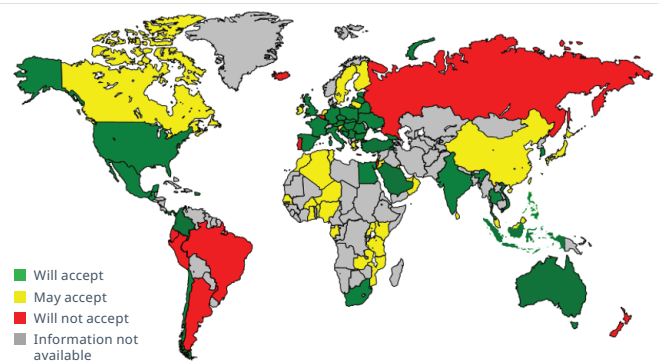 Will accept
May accept
Will not accept
Information not
available